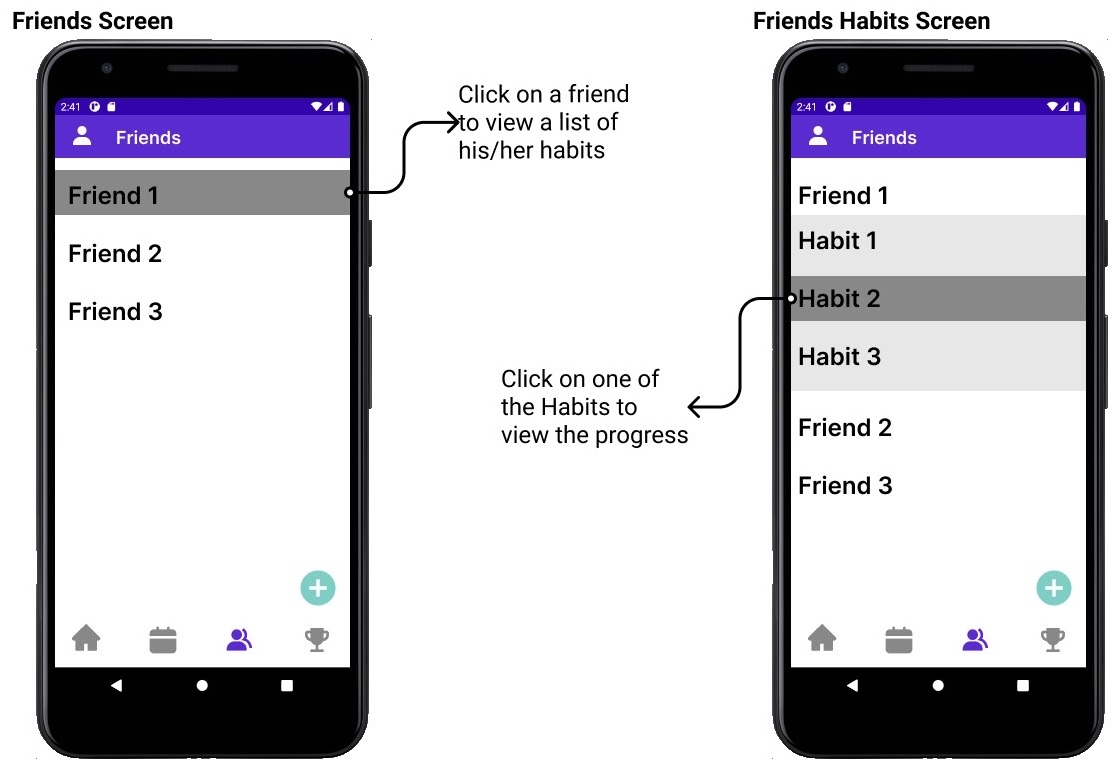 Friends Screen
2:41
Friends
Friend 1
Friend 2
Friend 3
Click on a friend
to view a list of
his/her habits
Click on one of
the Habits to
view the progress
Friends Habits Screen
2:41
Friends
Friend 1
Habit 1
Habit 2
Habit 3
Friend 2
Friend 3